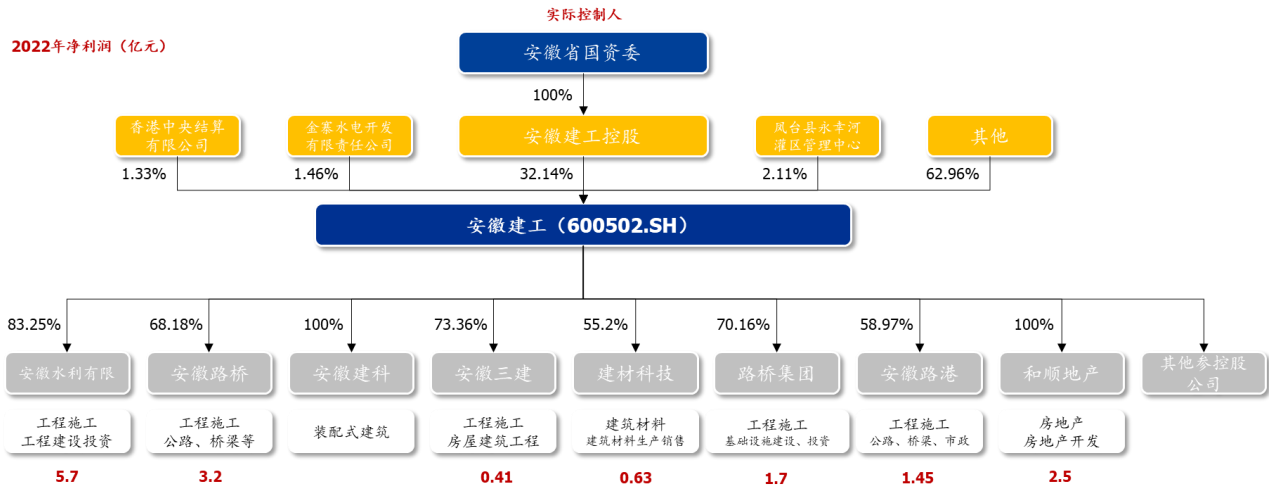 实际控制人
2022年净利润（亿元）
安徽省国资委
100%
香港中央结算
有限公司
金寨水电开发
有限责任公司
安徽建工控股
凤台县永幸河
灌区管理中心
其他
1.33%
1.46%
32.14%
2.11%
62.96%
安徽建工（600502.SH）
83.25%
68.18%
100%
73.36%
55.2%
70.16%
58.97%
100%
安徽水利有限
安徽路桥
安徽建科
安徽三建
建材科技
路桥集团
安徽路港
和顺地产
其他参控股
公司
工程施工
工程建设投资
工程施工
公路、桥梁等
装配式建筑
工程施工
房屋建筑工程
建筑材料
建筑材料生产销售
工程施工
基础设施建设、投资
工程施工
公路、桥梁、市政
房地产
房地产开发
5.7
3.2
0.41
0.63
1.7
1.45
2.5